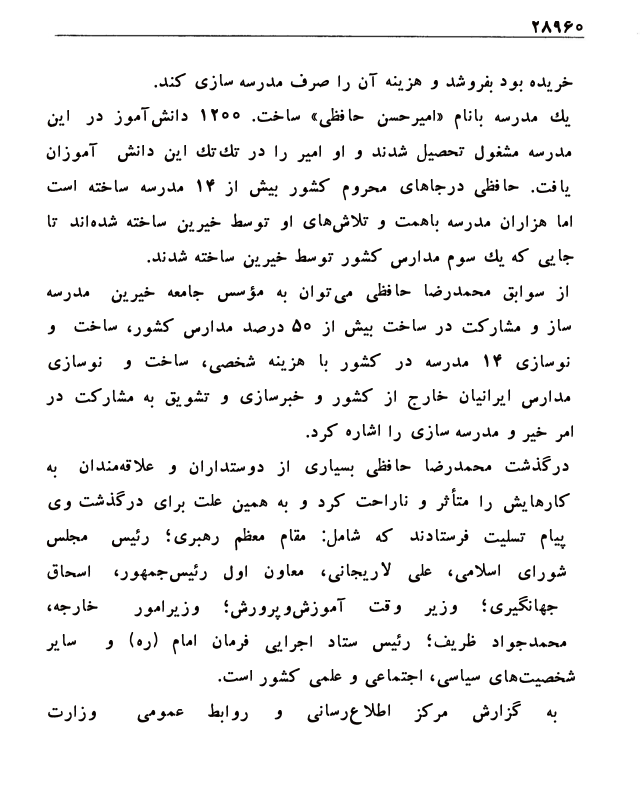 ۲۸۹۶۰
خریده بود بفروشد و هزینه آن را صرف مدرسه سازی کند.
یك مدرسه بانام «امیرحسن حافظی» ساخت. ۱۲۰۰ دانش‌آموز در این
مدرسه مشغول تحصیل شدند و او امیر را در تك‌تك این دانش آموزان
یافت. حافظی درجاهای محروم کشور بیش از ۱۴ مدرسه ساخته است
اما هزاران مدرسه باهمت و تلاش‌های او توسط خیرین ساخته شده‌اند تا
جایی که یك سوم مدارس کشور توسط خیرین ساخته شدند.
از سوابق محمدرضا حافظی می‌توان به مؤسس جامعه خیرین مدرسه
ساز و مشارکت در ساخت بیش از ۵۰ درصد مدارس کشور، ساخت و
نوسازی ۱۴ مدرسه در کشور با هزینه شخصی، ساخت و نوسازی
مدارس ایرانیان خارج از کشور و خبرسازی و تشویق به مشارکت در
امر خیر و مدرسه سازی را اشاره کرد.
درگذشت محمدرضا حافظی بسیاری از دوستداران و علاقه‌مندان به
کارهایش را متأثر و ناراحت کرد و به همین علت برای درگذشت وی
پیام تسلیت فرستادند که شامل: مقام معظم رهبری؛ رئیس مجلس
شورای اسلامی، علی لاریجانی، معاون اول رئیس‌جمهور، اسحاق
جهانگیری؛ وزیر وقت آموزش‌وپرورش؛ وزیرامور خارجه،
محمدجواد ظریف؛ رئیس ستاد اجرایی فرمان امام (ره) و سایر
شخصیت‌های سیاسی، اجتماعی و علمی کشور است.
به گزارش مرکز اطلاع‌رسانی و روابط عمومی وزارت